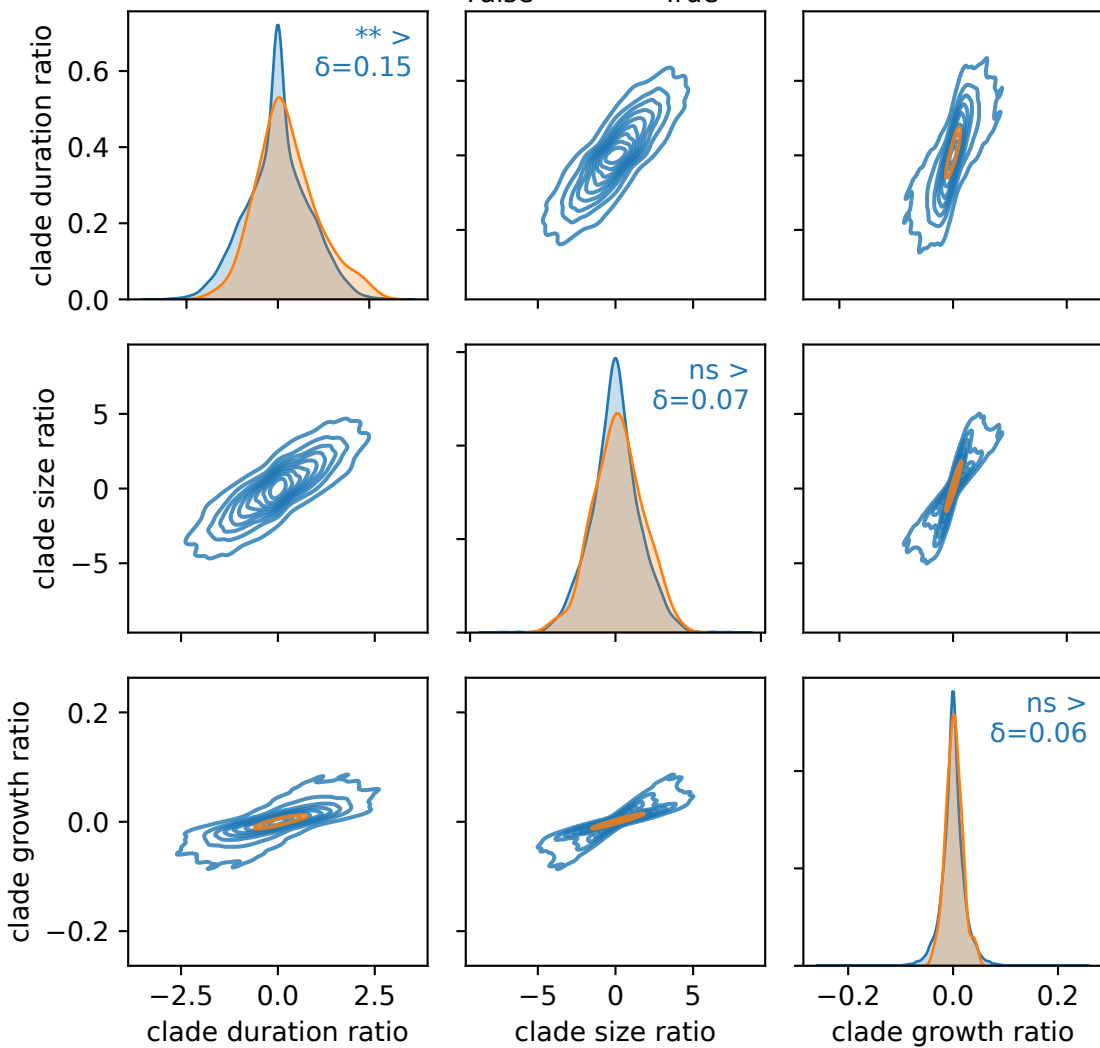 clade duration ratio
0.6
0.4
0.2
0.0
** >
δ=0.15
clade size ratio
5
0
−5
ns >
δ=0.07
clade growth ratio
0.2
0.0
−0.2
ns >
δ=0.06
−2.5 0.0 2.5
−5 0 5
−0.2 0.0 0.2
clade duration ratio
clade size ratio
clade growth ratio